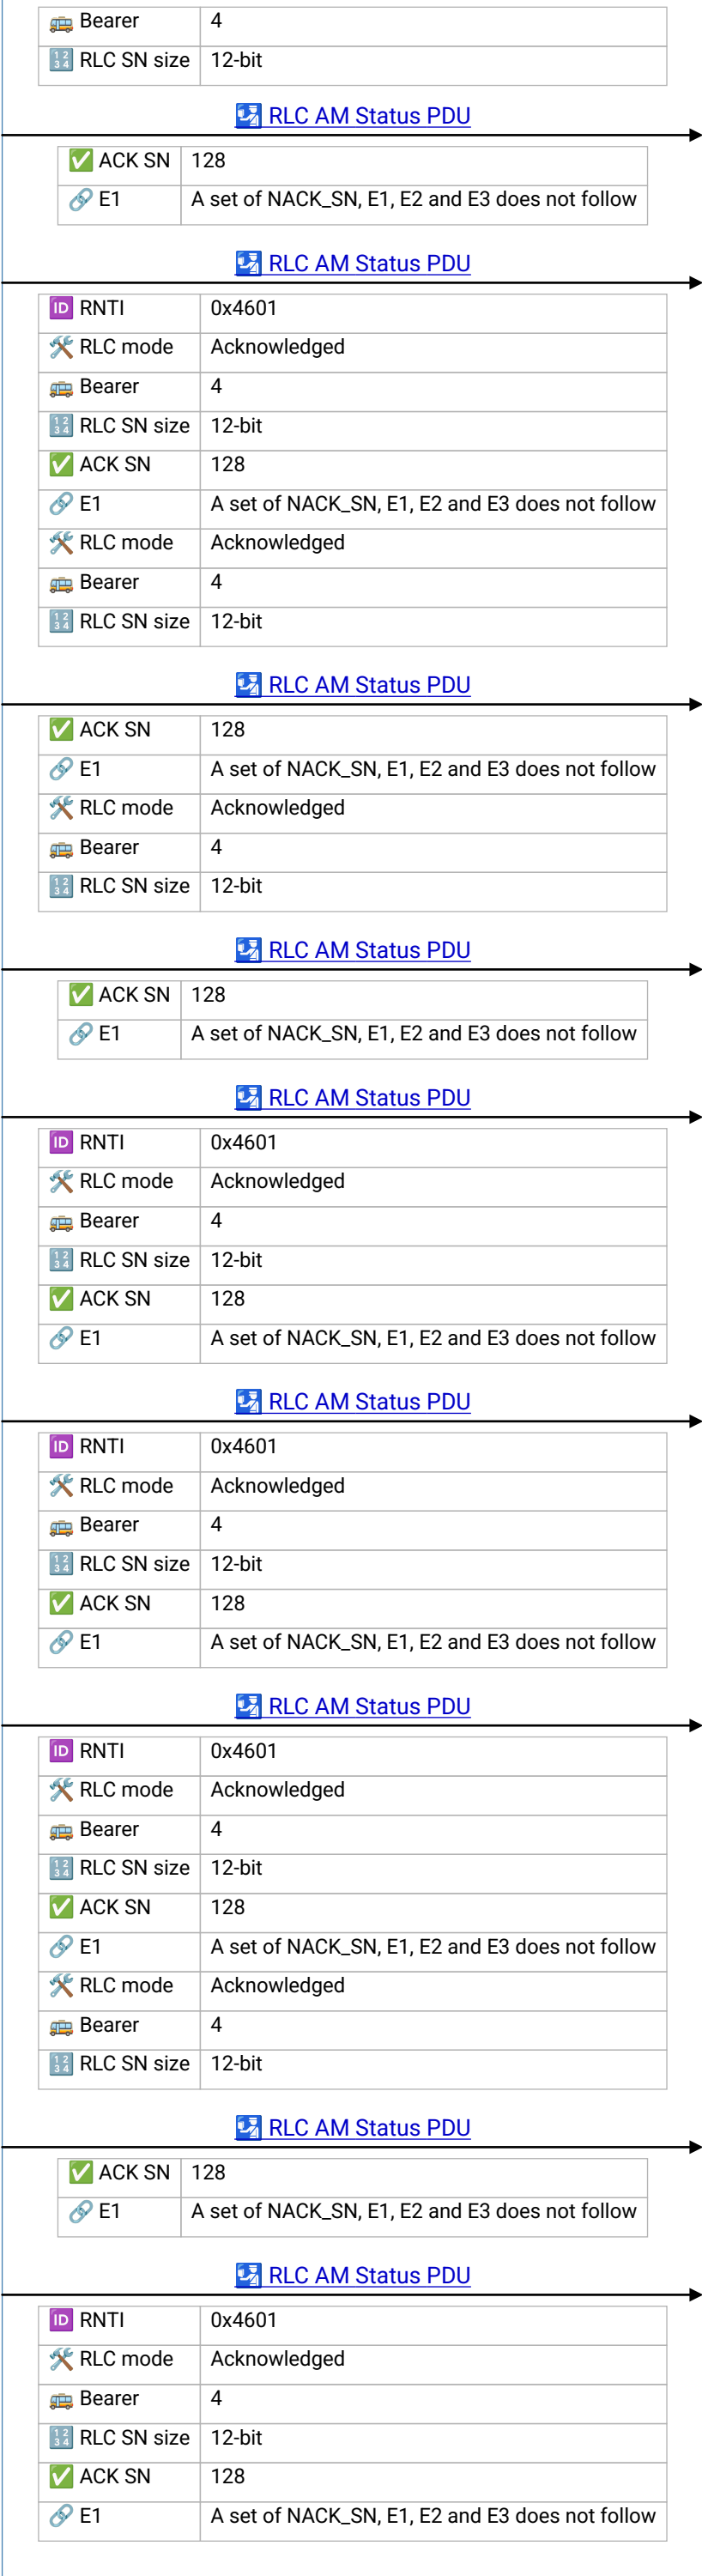 Bearer 4
RLC SN size 12-bit
RLC AM Status PDU
ACK SN 128
E1 A set of NACK_SN, E1, E2 and E3 does not follow
RLC AM Status PDU
RNTI 0x4601
RLC mode Acknowledged
Bearer 4
RLC SN size 12-bit
ACK SN 128
E1 A set of NACK_SN, E1, E2 and E3 does not follow
RLC mode Acknowledged
Bearer 4
RLC SN size 12-bit
RLC AM Status PDU
ACK SN 128
E1 A set of NACK_SN, E1, E2 and E3 does not follow
RLC mode Acknowledged
Bearer 4
RLC SN size 12-bit
RLC AM Status PDU
ACK SN 128
E1 A set of NACK_SN, E1, E2 and E3 does not follow
RLC AM Status PDU
RNTI 0x4601
RLC mode Acknowledged
Bearer 4
RLC SN size 12-bit
ACK SN 128
E1 A set of NACK_SN, E1, E2 and E3 does not follow
RLC AM Status PDU
RNTI 0x4601
RLC mode Acknowledged
Bearer 4
RLC SN size 12-bit
ACK SN 128
E1 A set of NACK_SN, E1, E2 and E3 does not follow
RLC AM Status PDU
RNTI 0x4601
RLC mode Acknowledged
Bearer 4
RLC SN size 12-bit
ACK SN 128
E1 A set of NACK_SN, E1, E2 and E3 does not follow
RLC mode Acknowledged
Bearer 4
RLC SN size 12-bit
RLC AM Status PDU
ACK SN 128
E1 A set of NACK_SN, E1, E2 and E3 does not follow
RLC AM Status PDU
RNTI 0x4601
RLC mode Acknowledged
Bearer 4
RLC SN size 12-bit
ACK SN 128
E1 A set of NACK_SN, E1, E2 and E3 does not follow